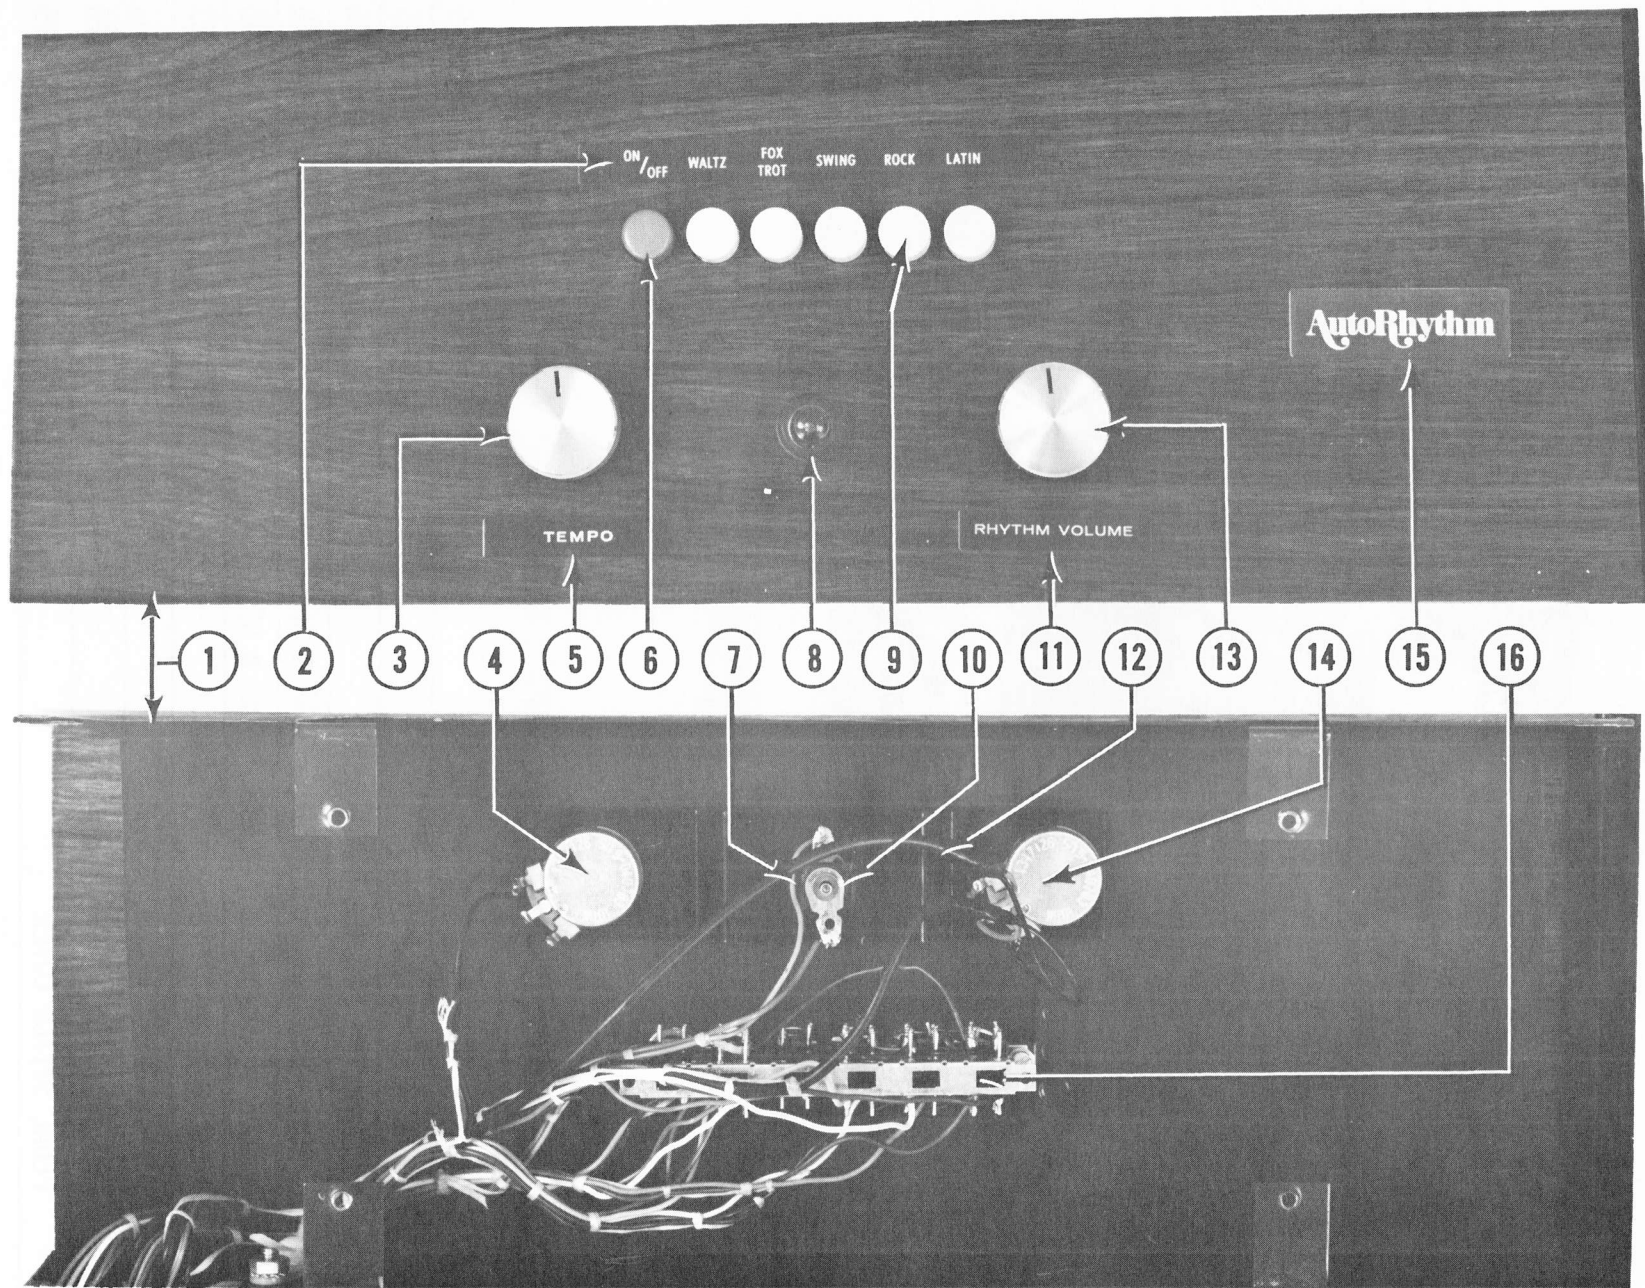 ON/OFF WALTZ FOX TROT SWING ROCK LATIN
AutoRhythm
TEMPO
RHYTHM VOLUME
1 2 3 4 5 6 7 8 9 10 11 12 13 14 15 16